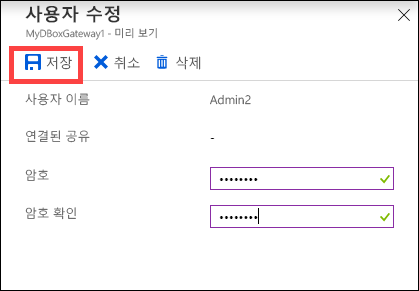 사용자 수정
MyDBoxGateway1 - 미리 보기
저장 취소 삭제
사용자 이름 Admin2
연결된 공유 -
암호 ••••••••
암호 확인 ••••••••